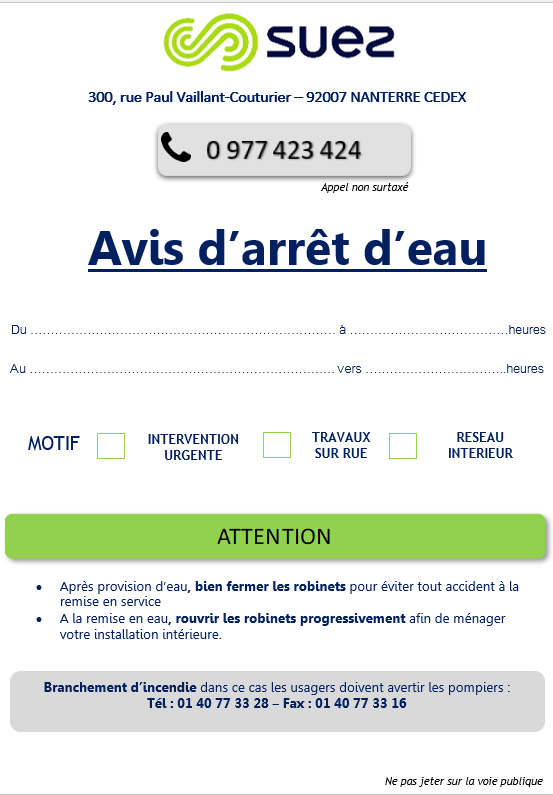 suez
300, rue Paul Vaillant-Couturier – 92007 NANTERRE CEDEX
0 977 423 424
Appel non surtaxé
Avis d’arrêt d’eau
Du ………………………………………………………… à …………………………….heures
Au ………………………………………………………… vers …………………………..heures
MOTIF INTERVENTION URGENTE TRAVAUX SUR RUE RESEAU INTERIEUR
ATTENTION
• Après provision d’eau, bien fermer les robinets pour éviter tout accident à la
remise en service
• A la remise en eau, rouvrir les robinets progressivement afin de ménager
votre installation intérieure.
Branchement d’incendie dans ce cas les usagers doivent avertir les pompiers :
Tél : 01 40 77 33 28 – Fax : 01 40 77 33 16
Ne pas jeter sur la voie publique